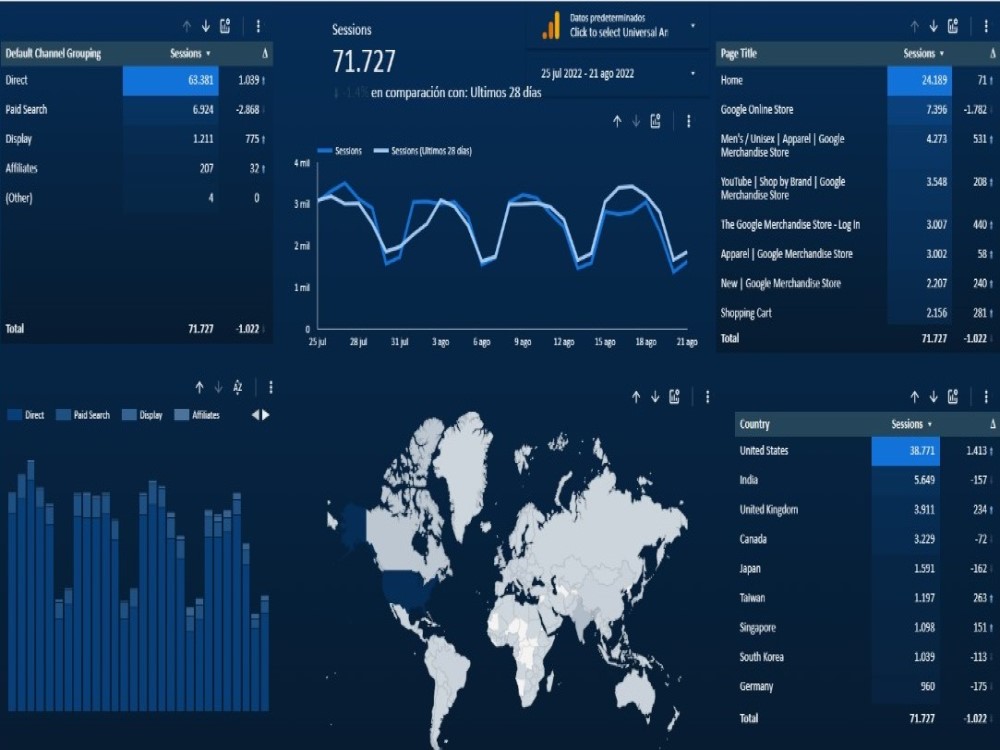 Default Channel Grouping Sessions Δ
Direct 63.381 1.039
Paid Search 6.924 -2.868
Display 1.211 775
Affiliates 207 32
(Other) 4 0
Total 71.727 -1.022
Sessions
71.727
-1.4% en comparación con: Ultimos 28 días
Datos predeterminados
Click to select Universal An
25 jul 2022 - 21 ago 2022
Sessions Sessions (Ultimos 28 días)
4 mil
3 mil
2 mil
1 mil
0
25 jul 28 jul 31 jul 3 ago 6 ago 9 ago 12 ago 15 ago 18 ago 21 ago
Page Title Sessions Δ
Home 24.189 71
Google Online Store 7.396 -1.782
Men's / Unisex | Apparel | Google
Merchandise Store 4.273 531
YouTube | Shop by Brand | Google
Merchandise Store 3.548 208
The Google Merchandise Store - Log In 3.007 440
Apparel | Google Merchandise Store 3.002 58
New | Google Merchandise Store 2.207 240
Shopping Cart 2.156 281
Total 71.727 -1.022
Direct Paid Search Display Affiliates
Country Sessions Δ
United States 38.771 1.413
India 5.649 -157
United Kingdom 3.911 234
Canada 3.229 -72
Japan 1.591 -162
Taiwan 1.197 263
Singapore 1.098 151
South Korea 1.039 -113
Germany 960 -175
Total 71.727 -1.022